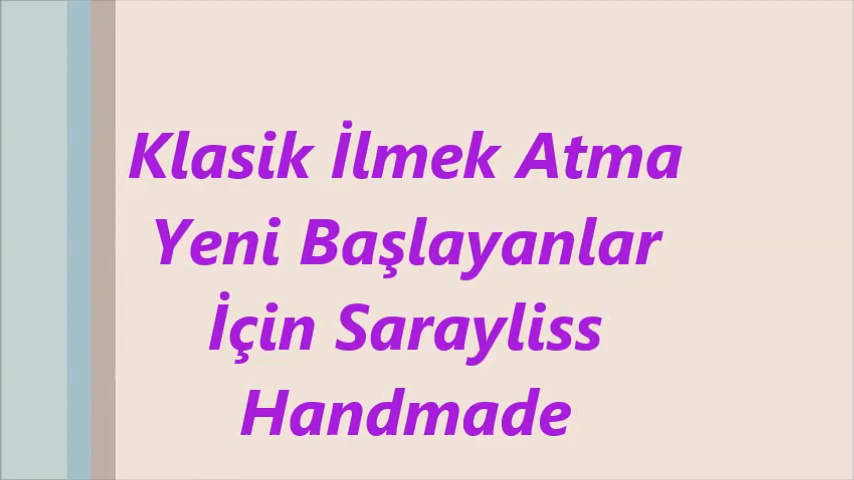 Klasik İlmek Atma
Yeni Başlayanlar
İçin Sarayliss
Handmade